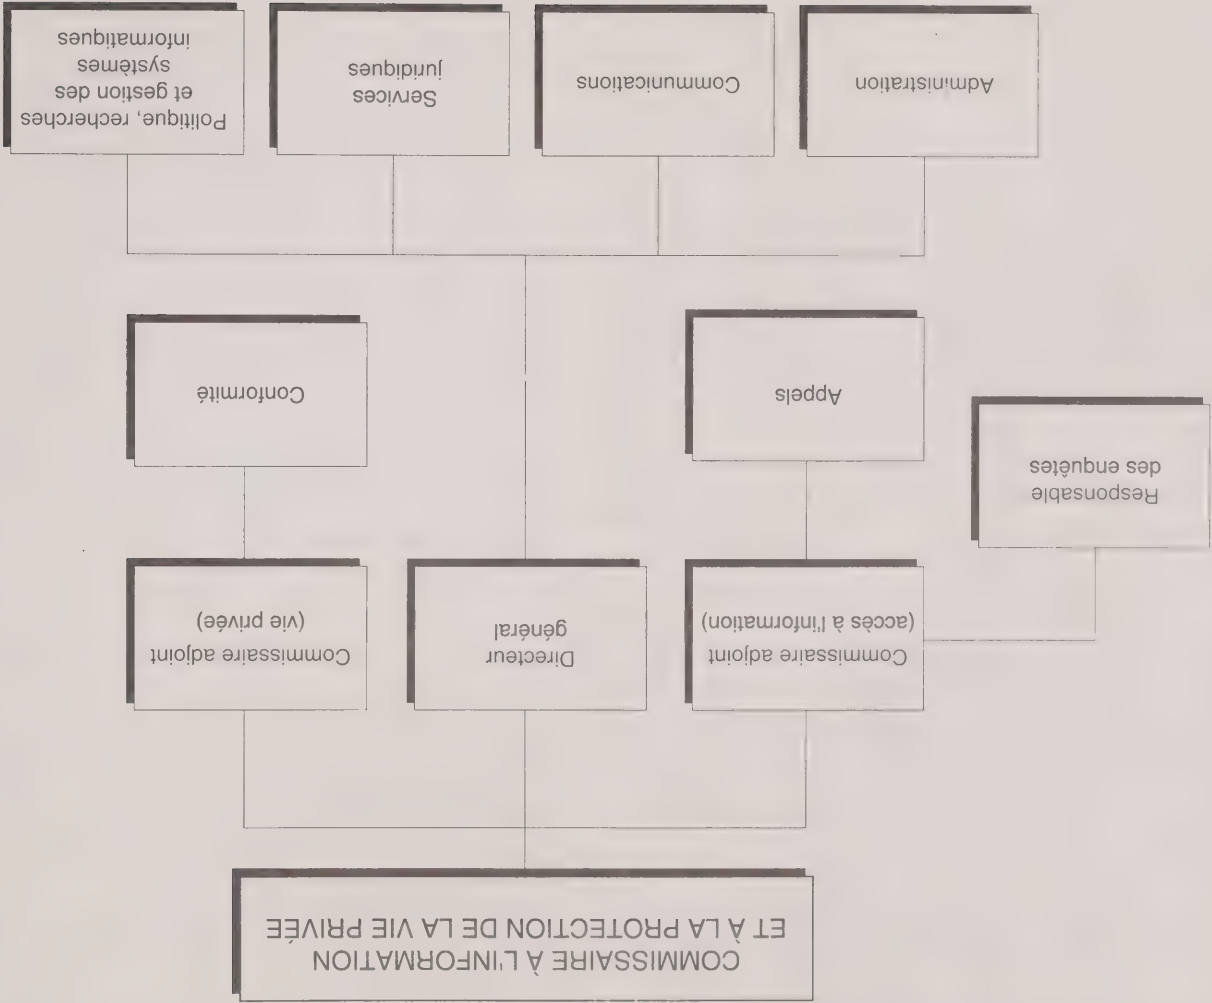 COMMISSAIRE À L'INFORMATION
ET À LA PROTECTION DE LA VIE PRIVÉE
Commissaire adjoint
(accès à l'information)
Directeur
général
Commissaire adjoint
(vie privée)
Responsable
des enquêtes
Appels
Conformité
Administration
Communications
Services
juridiques
Politique, recherches
et gestion des
systèmes
informatiques